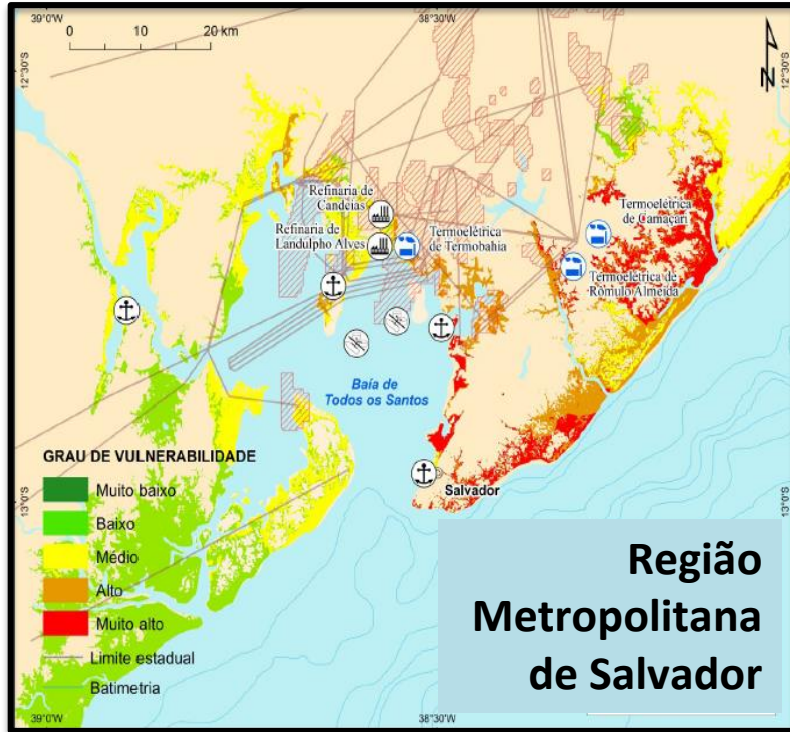 39°0'W
38°30'W
0 10 20 km
12°30'S
12°30'S
N
Refinaria de
Candeias
Refinaria de
Landulpho Alves
Termoelétrica
de Termobahia
Termoelétrica
de Camaçari
Termoelétrica de
Rômulo Almeida
Baía de
Todos os Santos
Salvador
13°0'S
13°0'S
GRAU DE VULNERABILIDADE
Muito baixo
Baixo
Médio
Alto
Muito alto
Limite estadual
Batimetria
Região
Metropolitana
de Salvador
39°0'W
38°30'W